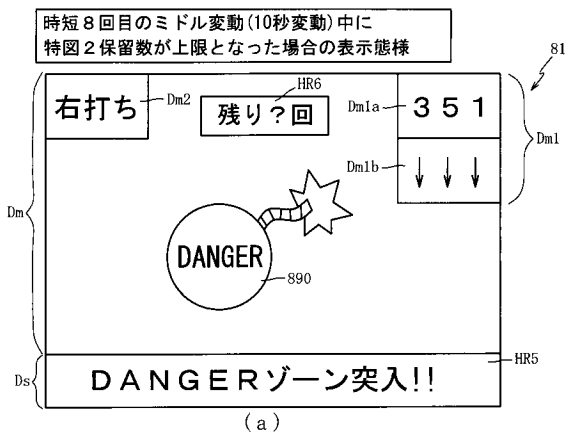 時短8回目のミドル変動(10秒変動)中に
特図2保留数が上限となった場合の表示態様
81
HR6
右打ち
Dm2
残り?回
Dm1a
351
Dm1
Dm1b
↓ ↓ ↓
Dm
DANGER
890
HR5
Ds
DANGERゾーン突入!!
(a)